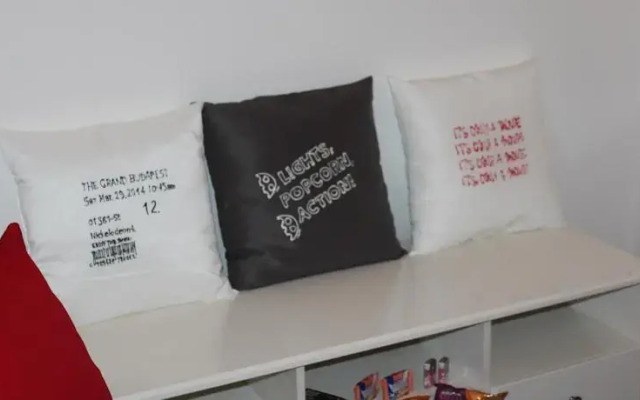 THE GRAND BUDAPEST
Sat Mar. 29, 2014 10:45am
12
LIGHTS,
POPCORN,
ACTION!
IT'S ONLY A MOVIE
IT'S ONLY A MOVIE
IT'S ONLY A MOVIE
IT'S ONLY A MOVIE